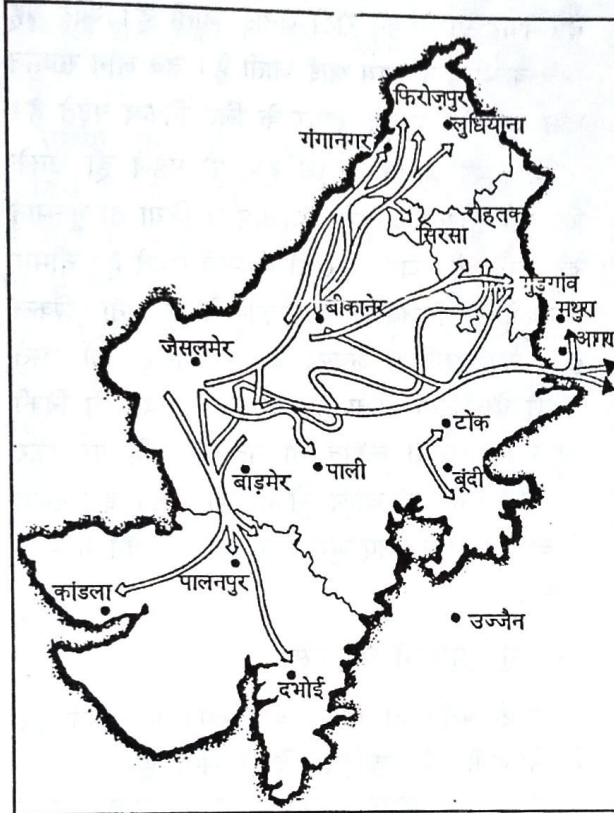 फिरोज़पुर
लुधियाना
गंगानगर
रोहतक
सिरसा
गुड़गाँव
बीकानेर
मथुरा
आगरा
जैसलमेर
टोंक
बाड़मेर
पाली
बूंदी
पालनपुर
कांडला
उज्जैन
दभोई